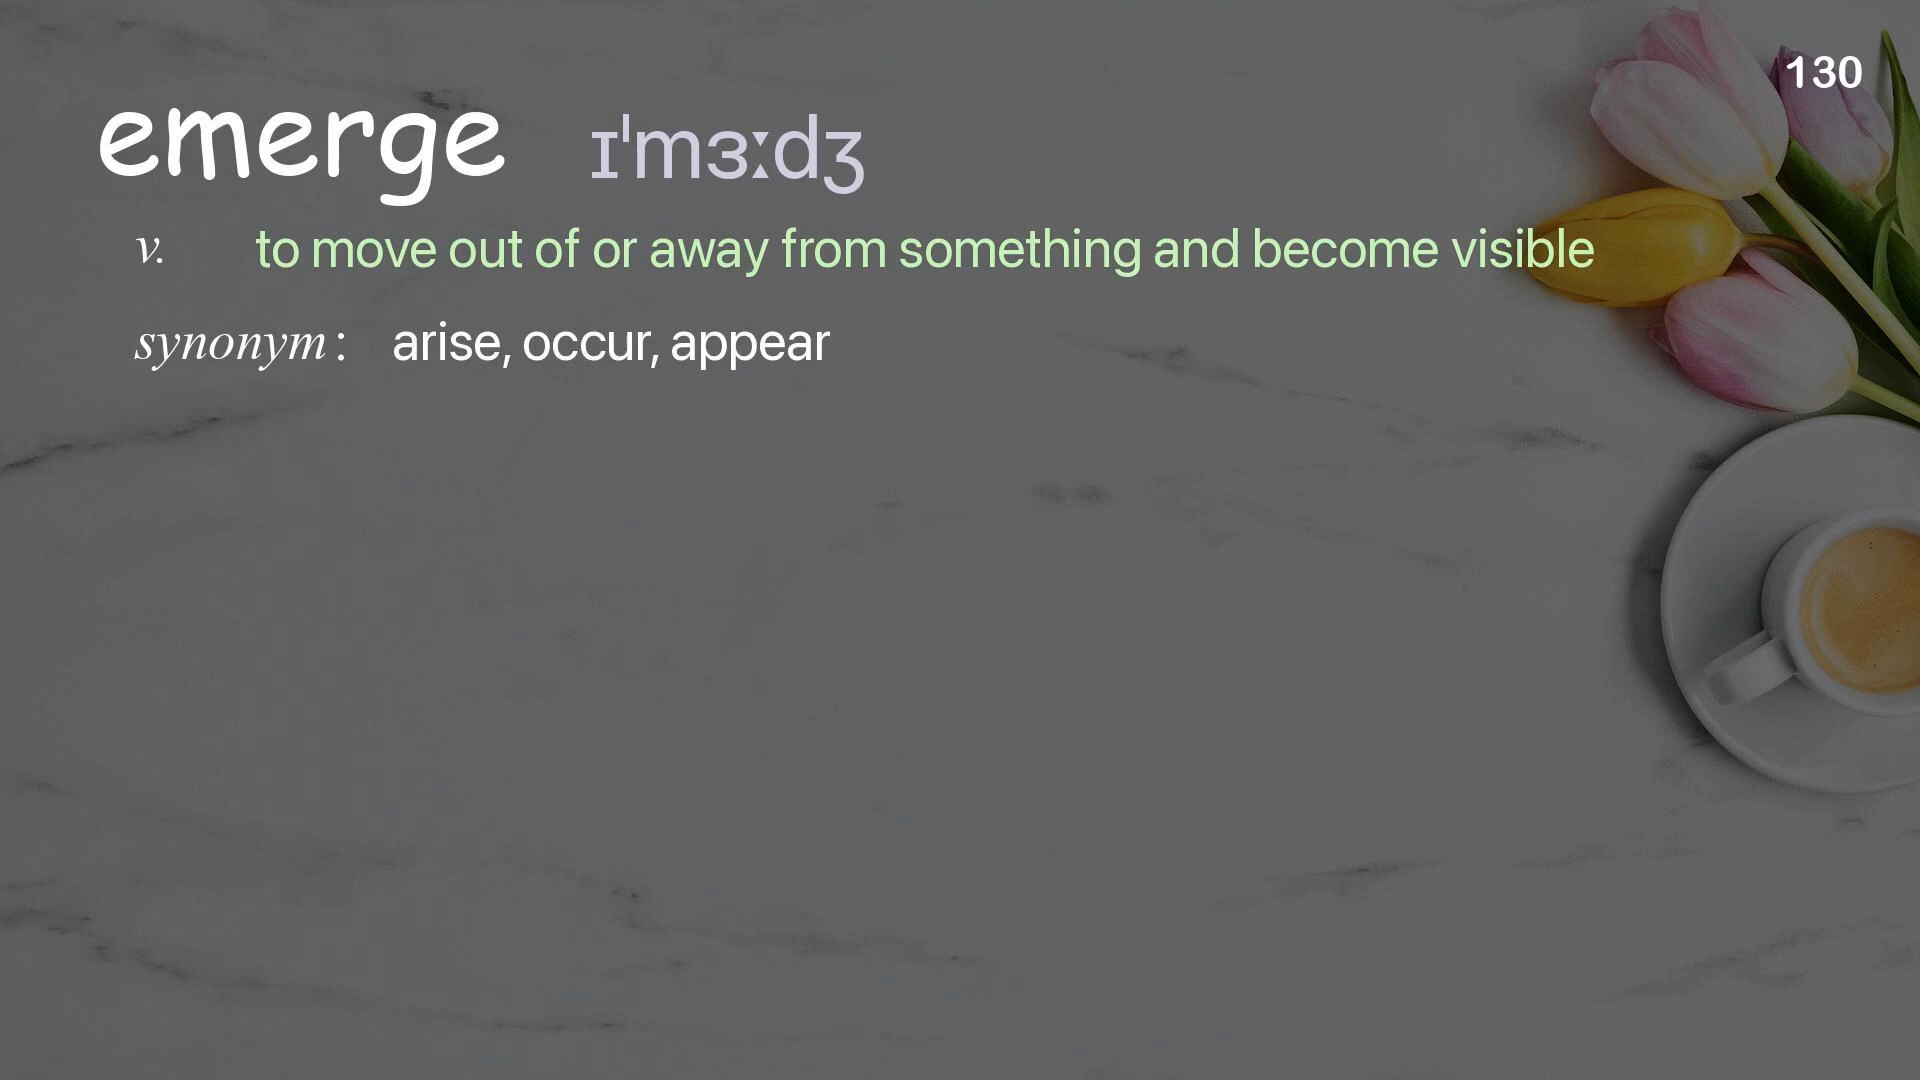 130
emerge ɪˈmɜːdʒ
v. to move out of or away from something and become visible
synonym: arise, occur, appear